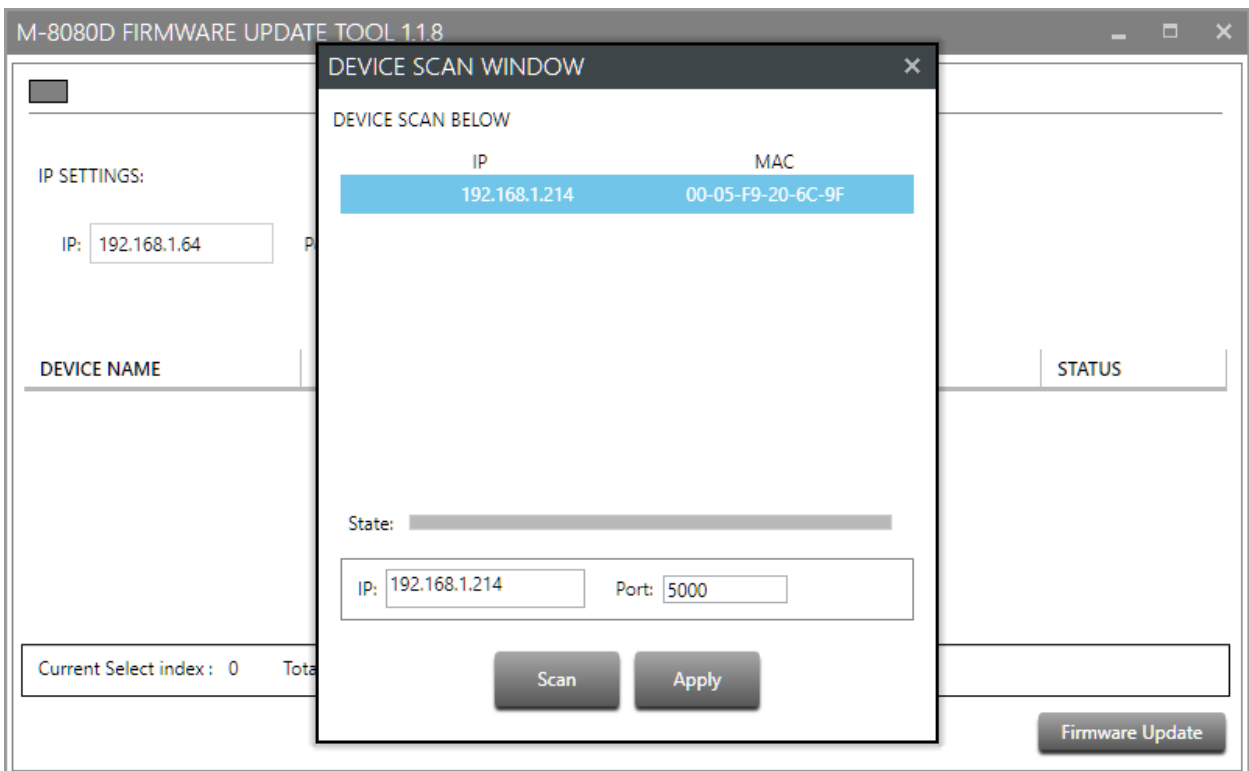 M-8080D FIRMWARE UPDATE TOOL 1.1.8
DEVICE SCAN WINDOW
DEVICE SCAN BELOW
IP MAC
192.168.1.214 00-05-F9-20-6C-9F
IP SETTINGS:
IP: 192.168.1.64
DEVICE NAME STATUS
State:
IP: 192.168.1.214 Port: 5000
Current Select index : 0 Tota
Scan Apply
Firmware Update